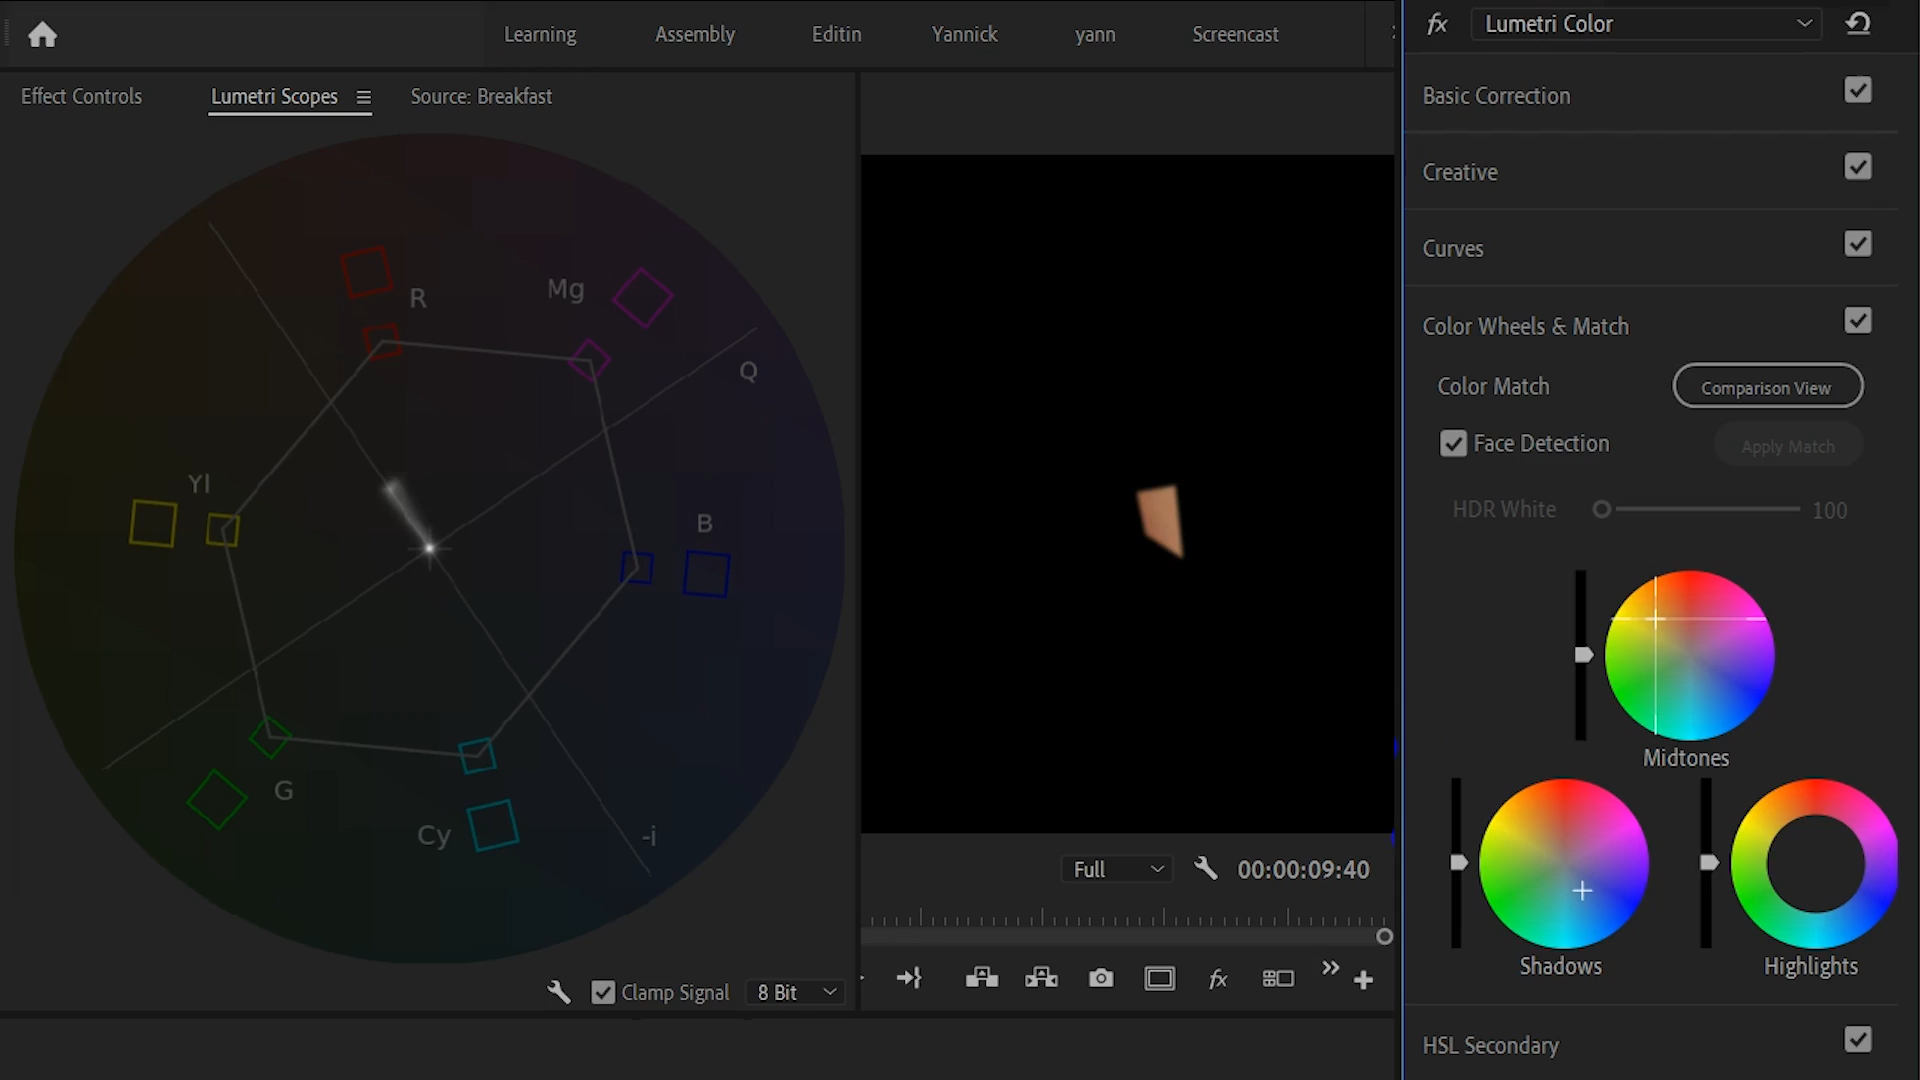 Learning Assembly Editin Yannick yann Screencast
fx Lumetri Color
Effect Controls Lumetri Scopes Source: Breakfast
Basic Correction
Creative
Curves
Color Wheels & Match
Color Match Comparison View
Face Detection Apply Match
HDR White 100
R
Mg
Q
Yl
B
G
Cy
-i
Midtones
Full 00:00:09:40
Shadows Highlights
Clamp Signal 8 Bit
fx
HSL Secondary